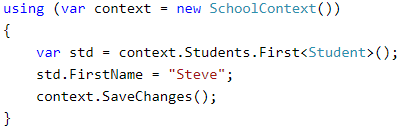 using (var context = new SchoolContext())
{
    var std = context.Students.First<Student>();
    std.FirstName = "Steve";
    context.SaveChanges();
}